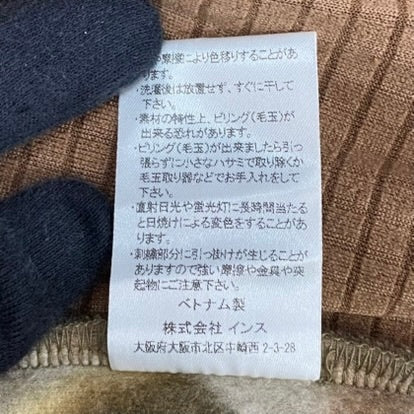 や摩擦により色移りすることがあ
ります。
・洗濯後は放置せず、すぐに干して
下さい。
・素材の特性上、ピリング(毛玉)が
出来る恐れがあります。
・ピリング(毛玉)が出来ましたら引っ
張らずに小さなハサミで取り除くか
毛玉取り器などでお手入れをして
下さい。
・直射日光や蛍光灯に長時間当たると
日焼けによる変色をすることがあ
ります。
・刺繍部分に引っ掛けが生じることが
ありますので強い摩擦や金具や突
起物にご注意下さい。
ベトナム製
株式会社 インス
大阪府大阪市北区中崎西2-3-28